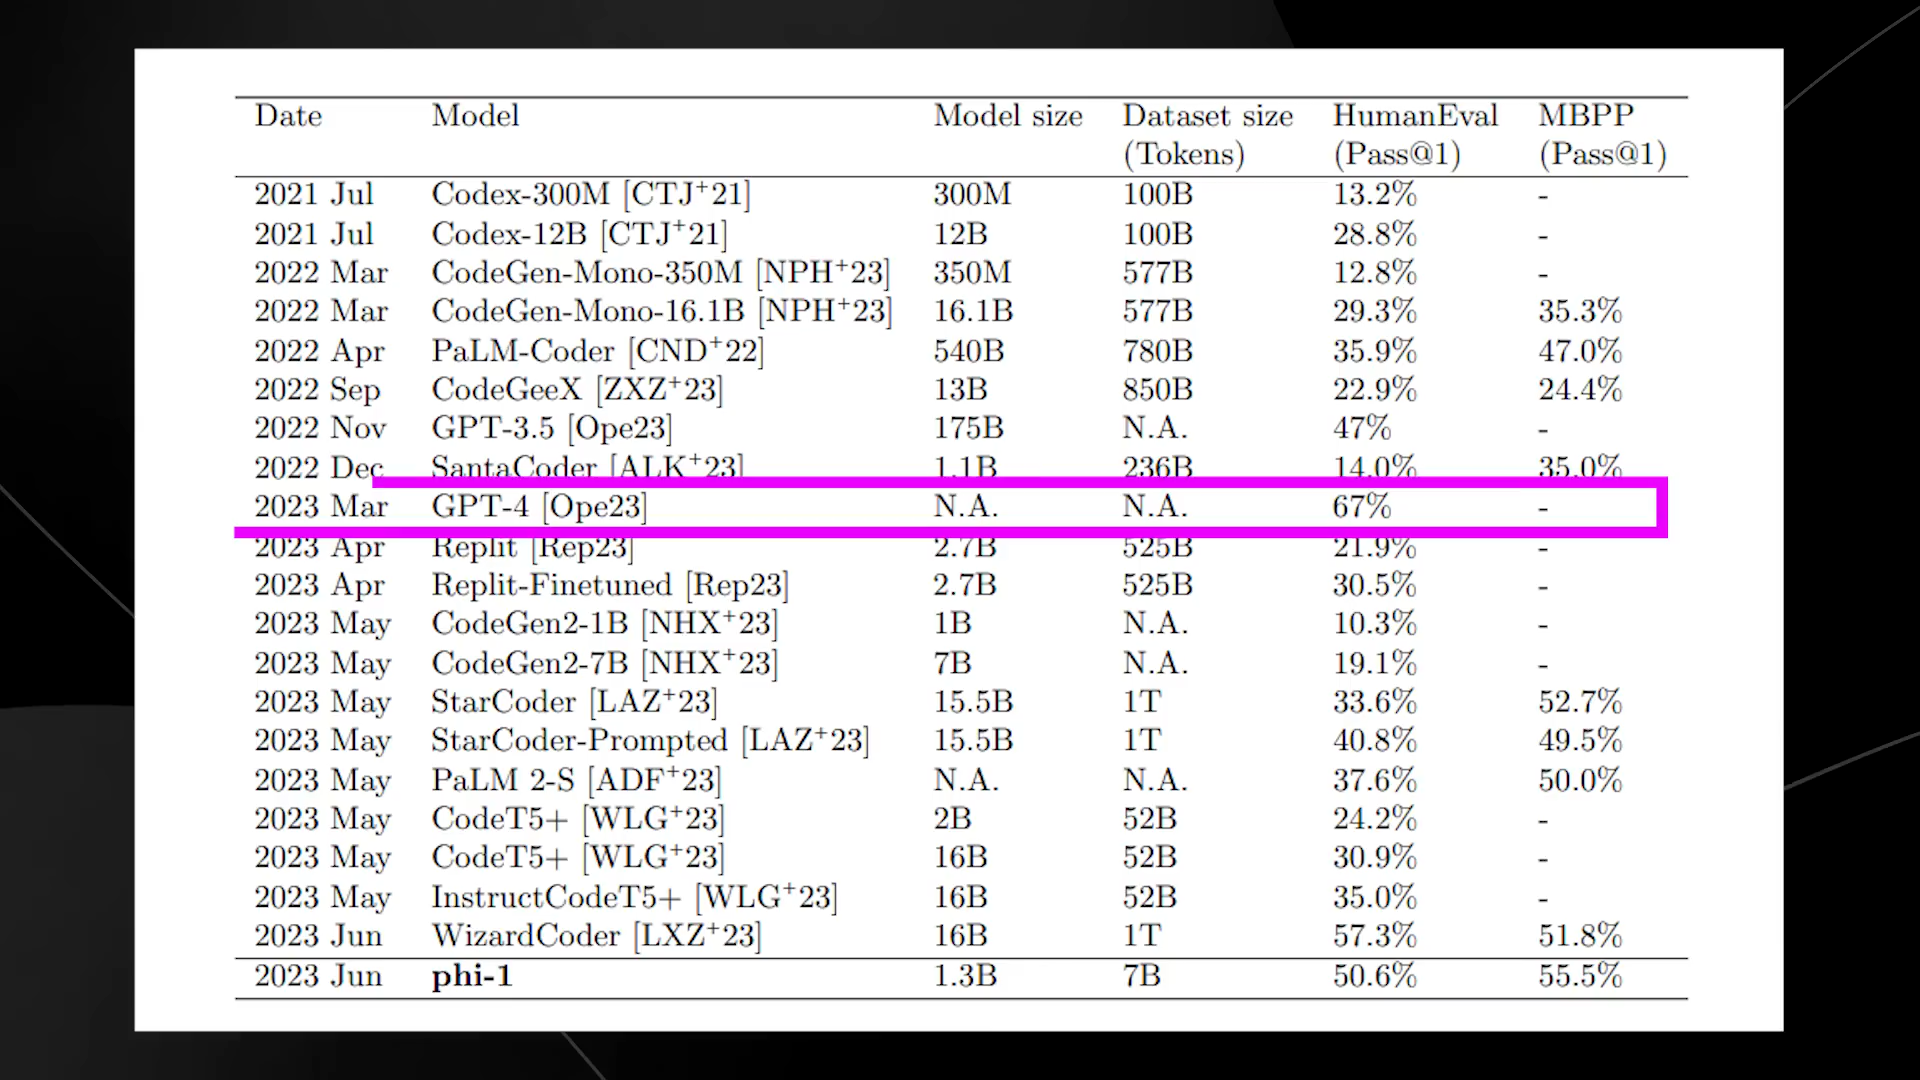 Date Model Model size Dataset size HumanEval MBPP
(Tokens) (Pass@1) (Pass@1)
2021 Jul Codex-300M [CTJ+21] 300M 100B 13.2% -
2021 Jul Codex-12B [CTJ+21] 12B 100B 28.8% -
2022 Mar CodeGen-Mono-350M [NPH+23] 350M 577B 12.8% -
2022 Mar CodeGen-Mono-16.1B [NPH+23] 16.1B 577B 29.3% 35.3%
2022 Apr PaLM-Coder [CND+22] 540B 780B 35.9% 47.0%
2022 Sep CodeGeeX [ZXZ+23] 13B 850B 22.9% 24.4%
2022 Nov GPT-3.5 [Ope23] 175B N.A. 47% -
2022 Dec SantaCoder [ALK+23] 1.1B 236B 14.0% 35.0%
2023 Mar GPT-4 [Ope23] N.A. N.A. 67% -
2023 Apr Replit [Rep23] 2.7B 525B 21.9% -
2023 Apr Replit-Finetuned [Rep23] 2.7B 525B 30.5% -
2023 May CodeGen2-1B [NHX+23] 1B N.A. 10.3% -
2023 May CodeGen2-7B [NHX+23] 7B N.A. 19.1% -
2023 May StarCoder [LAZ+23] 15.5B 1T 33.6% 52.7%
2023 May StarCoder-Prompted [LAZ+23] 15.5B 1T 40.8% 49.5%
2023 May PaLM 2-S [ADF+23] N.A. N.A. 37.6% 50.0%
2023 May CodeT5+ [WLG+23] 2B 52B 24.2% -
2023 May CodeT5+ [WLG+23] 16B 52B 30.9% -
2023 May InstructCodeT5+ [WLG+23] 16B 52B 35.0% -
2023 Jun WizardCoder [LXZ+23] 16B 1T 57.3% 51.8%
2023 Jun phi-1 1.3B 7B 50.6% 55.5%